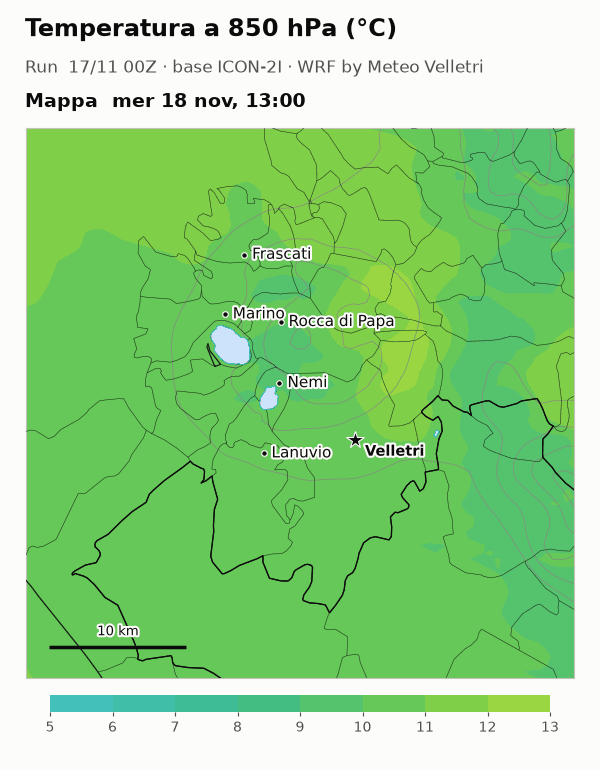 Temperatura a 850 hPa (°C)
Run  17/11 00Z · base ICON-2I · WRF by Meteo Velletri
Mappa  mer 18 nov, 13:00
Frascati
Marino
Rocca di Papa
Nemi
Velletri
Lanuvio
10 km
5 6 7 8 9 10 11 12 13